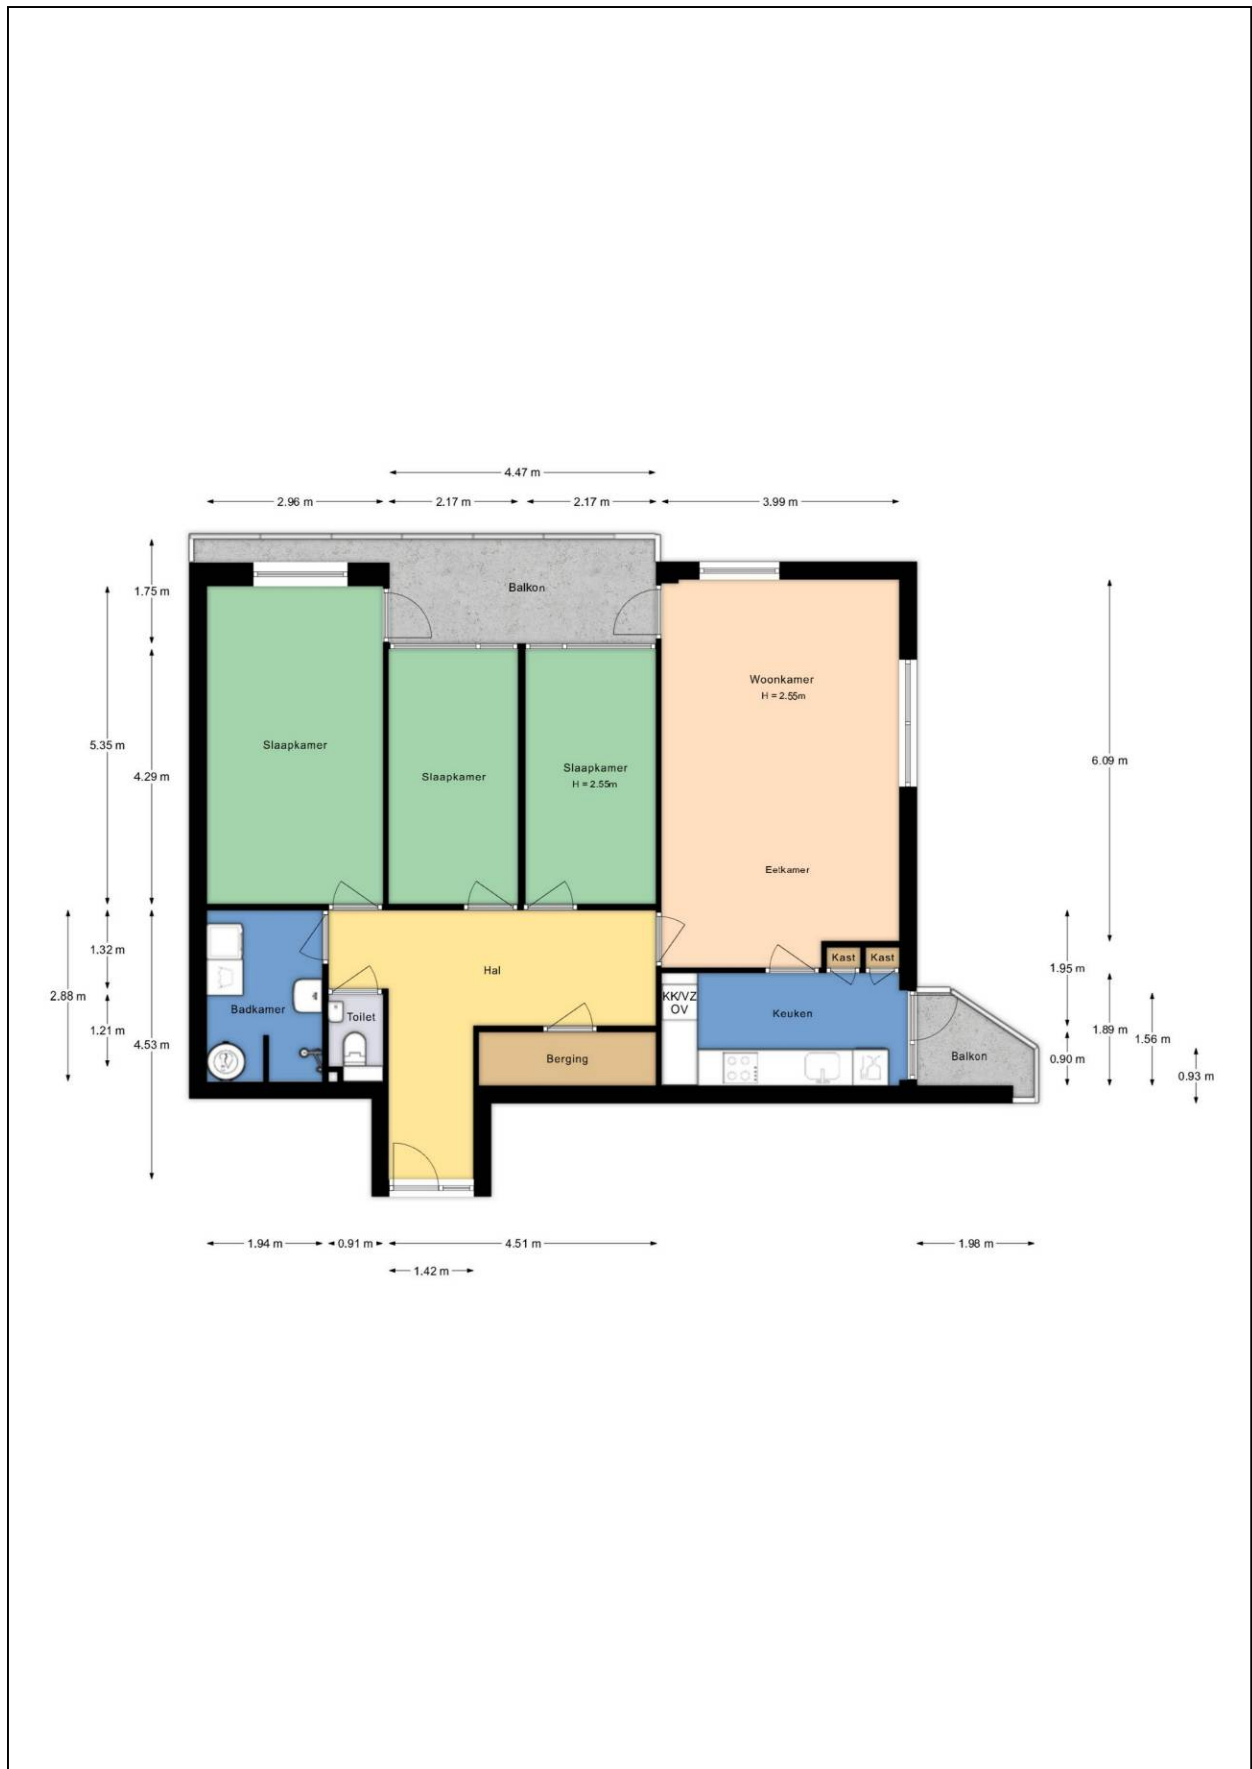 4.47 m
2.96 m
2.17 m
2.17 m
3.99 m
Balkon
1.75 m
Woonkamer
H = 2.55m
5.35 m
Slaapkamer
4.29 m
Slaapkamer
Slaapkamer
H = 2.55m
6.09 m
Eetkamer
1.32 m
Kast
Kast
Hal
1.95 m
2.88 m
KK/VZ
OV
Badkamer
Toilet
Keuken
1.21 m
4.53 m
1.89 m
1.56 m
Berging
Balkon
0.90 m
0.93 m
1.94 m
0.91 m
4.51 m
1.98 m
1.42 m